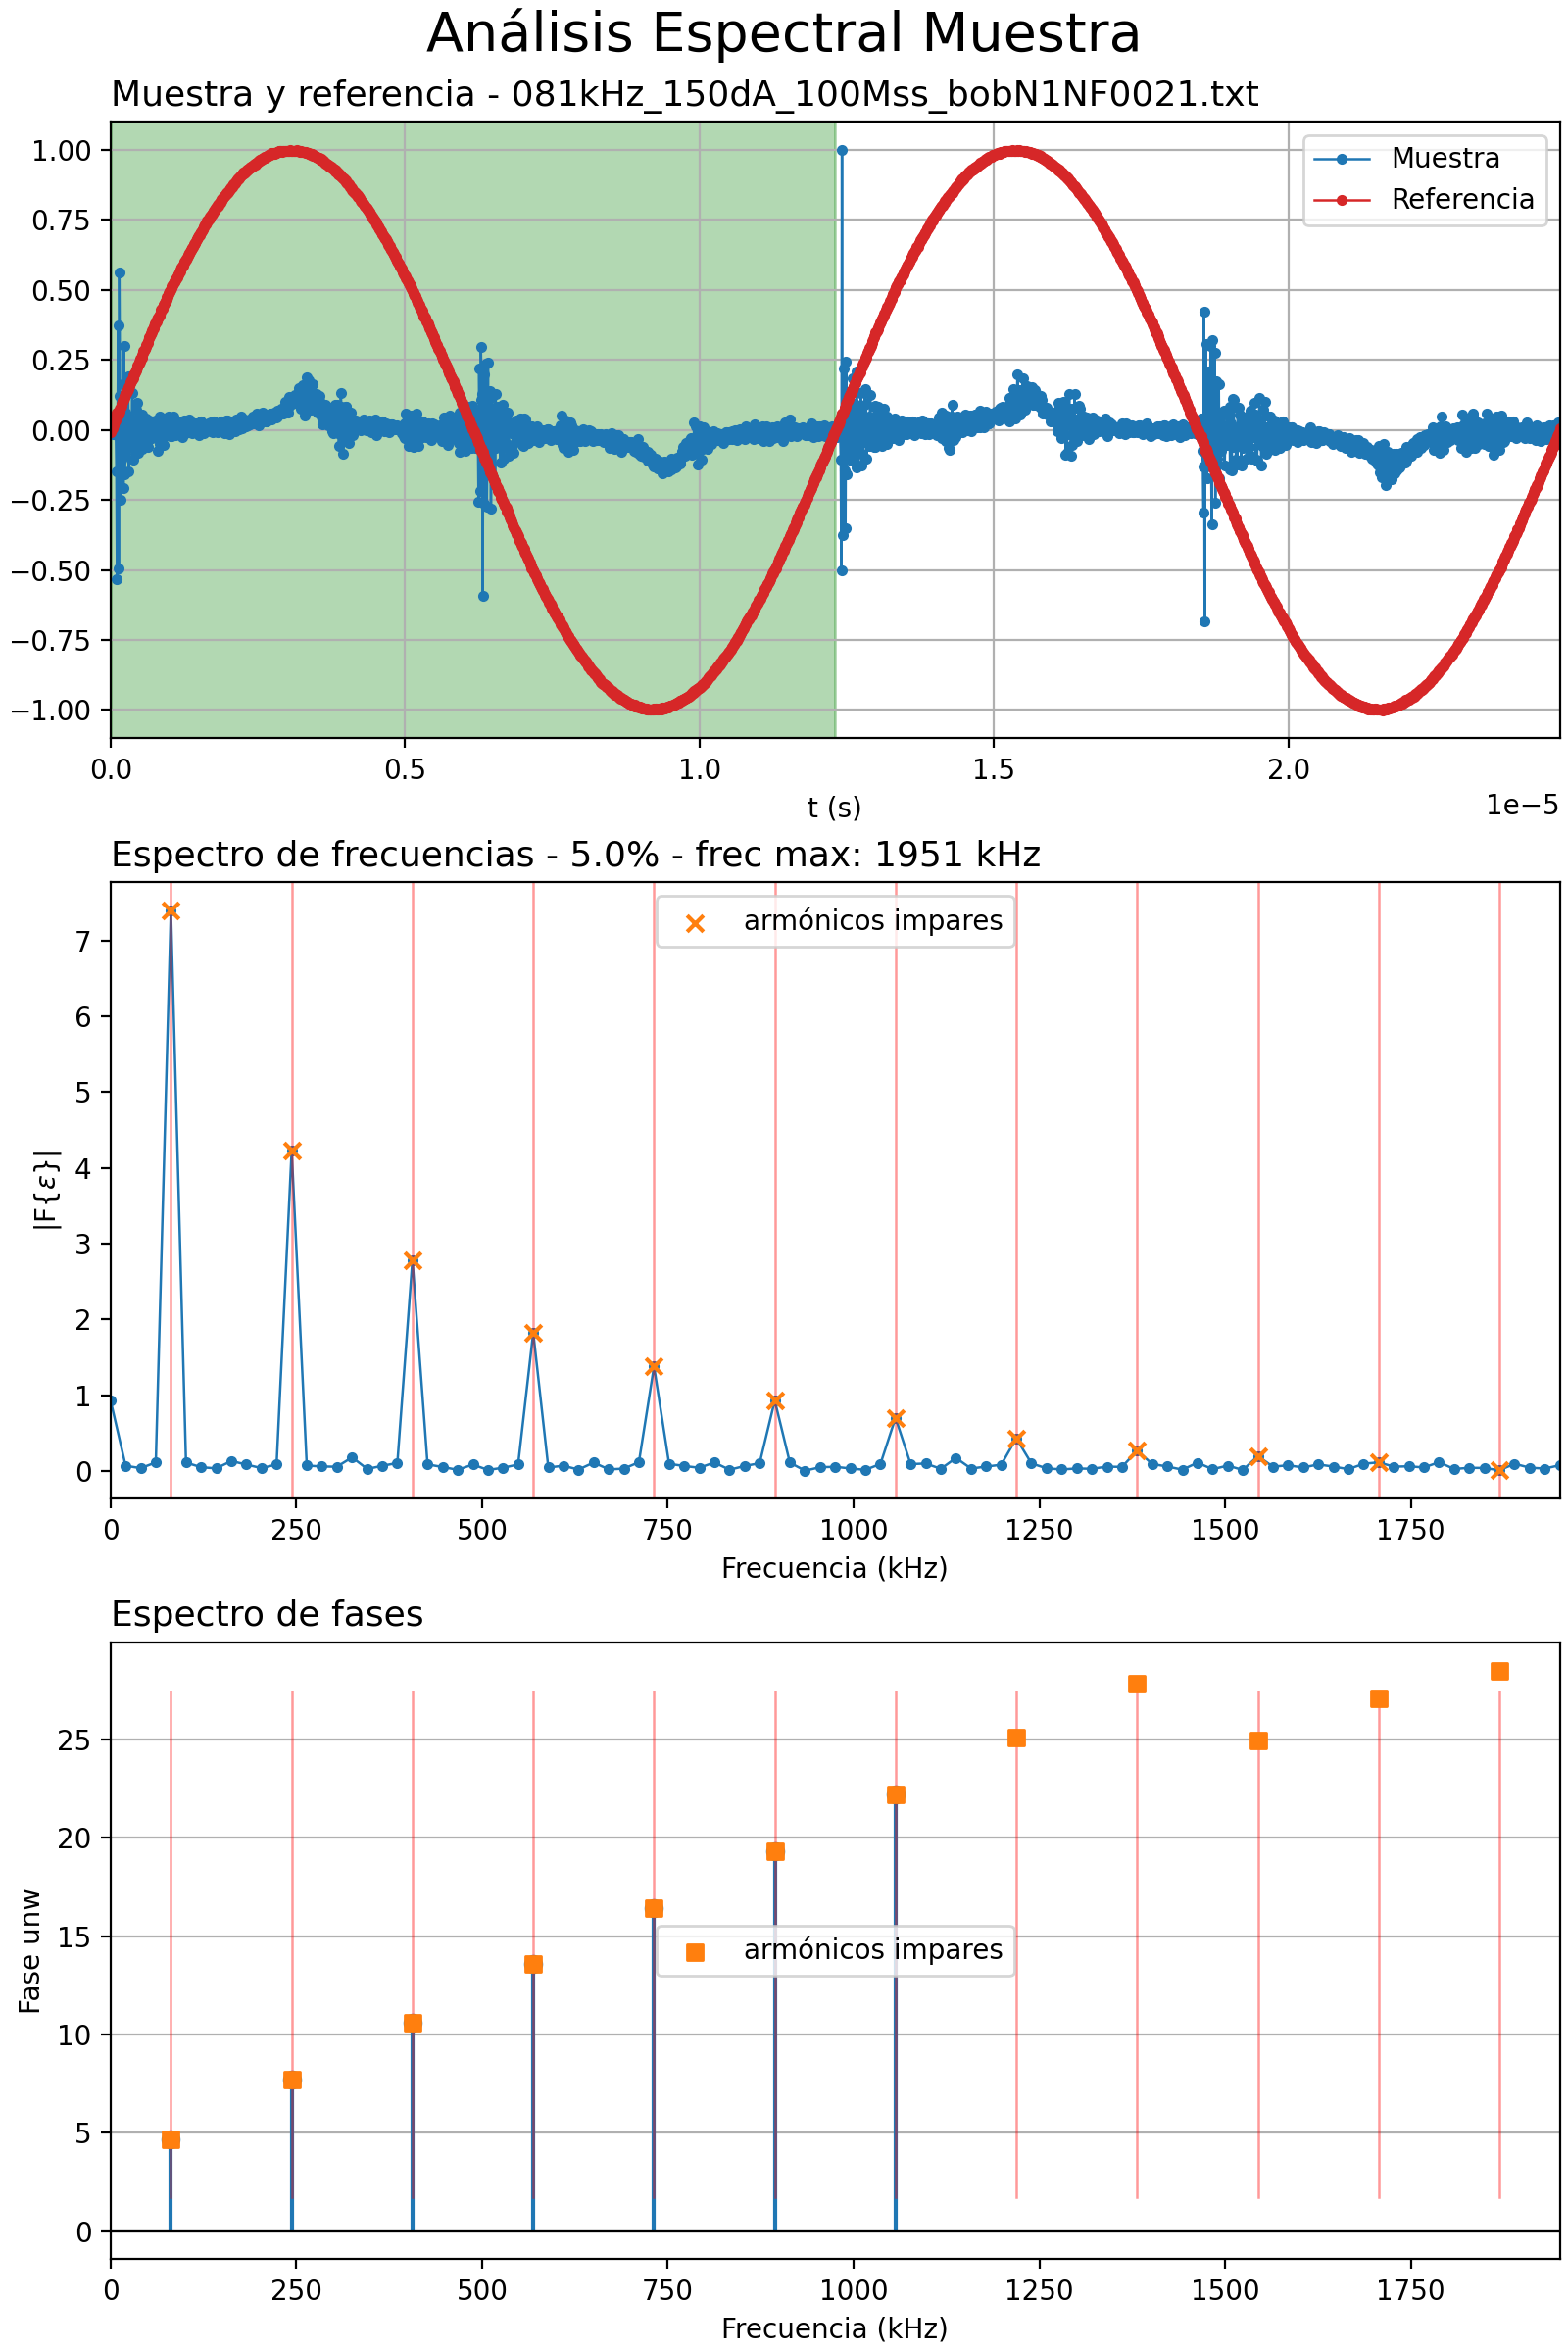 Análisis Espectral Muestra
Muestra y referencia - 081kHz_150dA_100Mss_bobN1NF0021.txt
1.00
0.75
0.50
0.25
0.00
−0.25
−0.50
−0.75
−1.00
Muestra
Referencia
0.0 0.5 1.0 1.5 2.0
1e−5
t (s)
Espectro de frecuencias - 5.0% - frec max: 1951 kHz
armónicos impares
|F{ε}|
7
6
5
4
3
2
1
0
0 250 500 750 1000 1250 1500 1750
Frecuencia (kHz)
Espectro de fases
Fase unw
25
20
15
10
5
0
armónicos impares
0 250 500 750 1000 1250 1500 1750
Frecuencia (kHz)